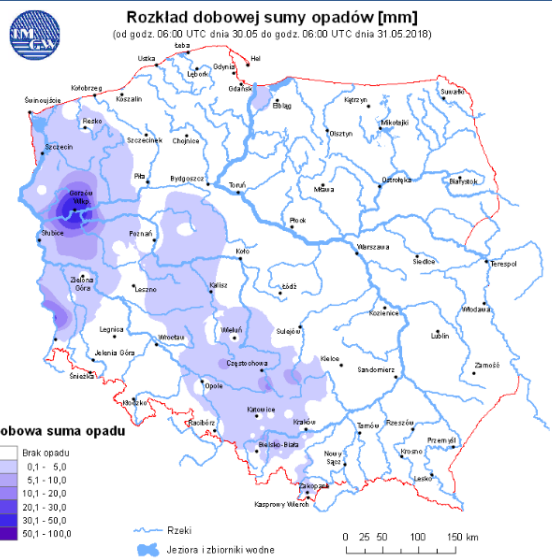 IMGW
Rozkład dobowej sumy opadów [mm]
(od godz. 06:00 UTC dnia 30.05 do godz. 06:00 UTC dnia 31.05.2018)
Łeba
Hel
Ustka
Gdynia
Lębork
Gdańsk
Kołobrzeg
Koszalin
Świnoujście
Elbląg
Kętrzyn
Suwałki
Resko
Mikołajki
Olsztyn
Szczecinek
Chojnice
Szczecin
Piła
Bydgoszcz
Toruń
Mława
Ostrołęka
Białystok
Gorzów
Wlkp.
Płock
Słubice
Poznań
Koło
Warszawa
Siedlce
Terespol
Zielona
Góra
Leszno
Kalisz
Łódź
Kozienice
Włodawa
Legnica
Wrocław
Wieluń
Sulejów
Lublin
Jelenia Góra
Kielce
Śnieżka
Opole
Częstochowa
Sandomierz
Zamość
Kłodzko
Katowice
Racibórz
Kraków
Tarnów
Rzeszów
Bielsko-Biała
Nowy
Sącz
Krosno
Przemyśl
Lesko
Zakopane
Kasprowy Wierch
obowa suma opadu
Brak opadu
0,1 - 5,0
5,1 - 10,0
10,1 - 20,0
20,1 - 30,0
30,1 - 50,0
50,1 - 100,0
Rzeki
Jeziora i zbiorniki wodne
0 50 100 150 km